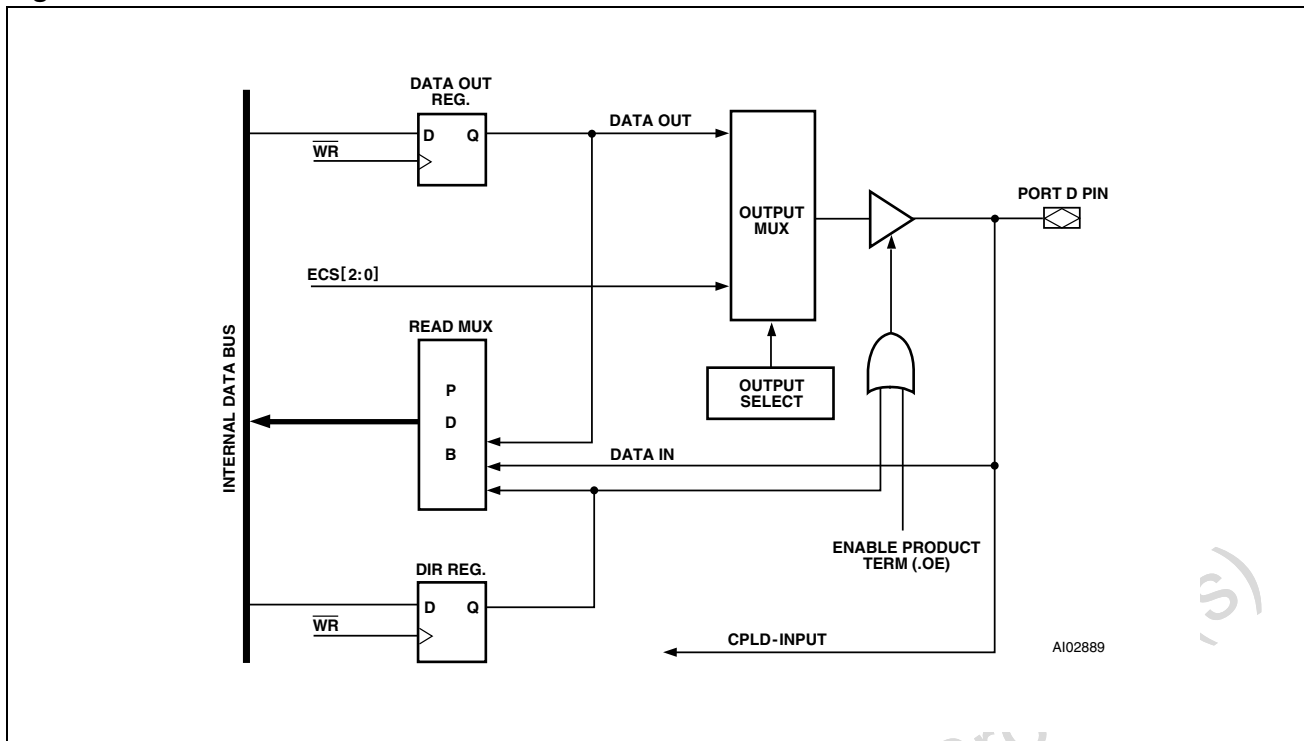 DATA OUT
REG.
D Q
WR
DATA OUT
OUTPUT
MUX
PORT D PIN
ECS[2:0]
READ MUX
P
D
B
OUTPUT
SELECT
INTERNAL DATA BUS
DATA IN
ENABLE PRODUCT
TERM (.OE)
DIR REG.
D Q
WR
CPLD-INPUT
AI02889